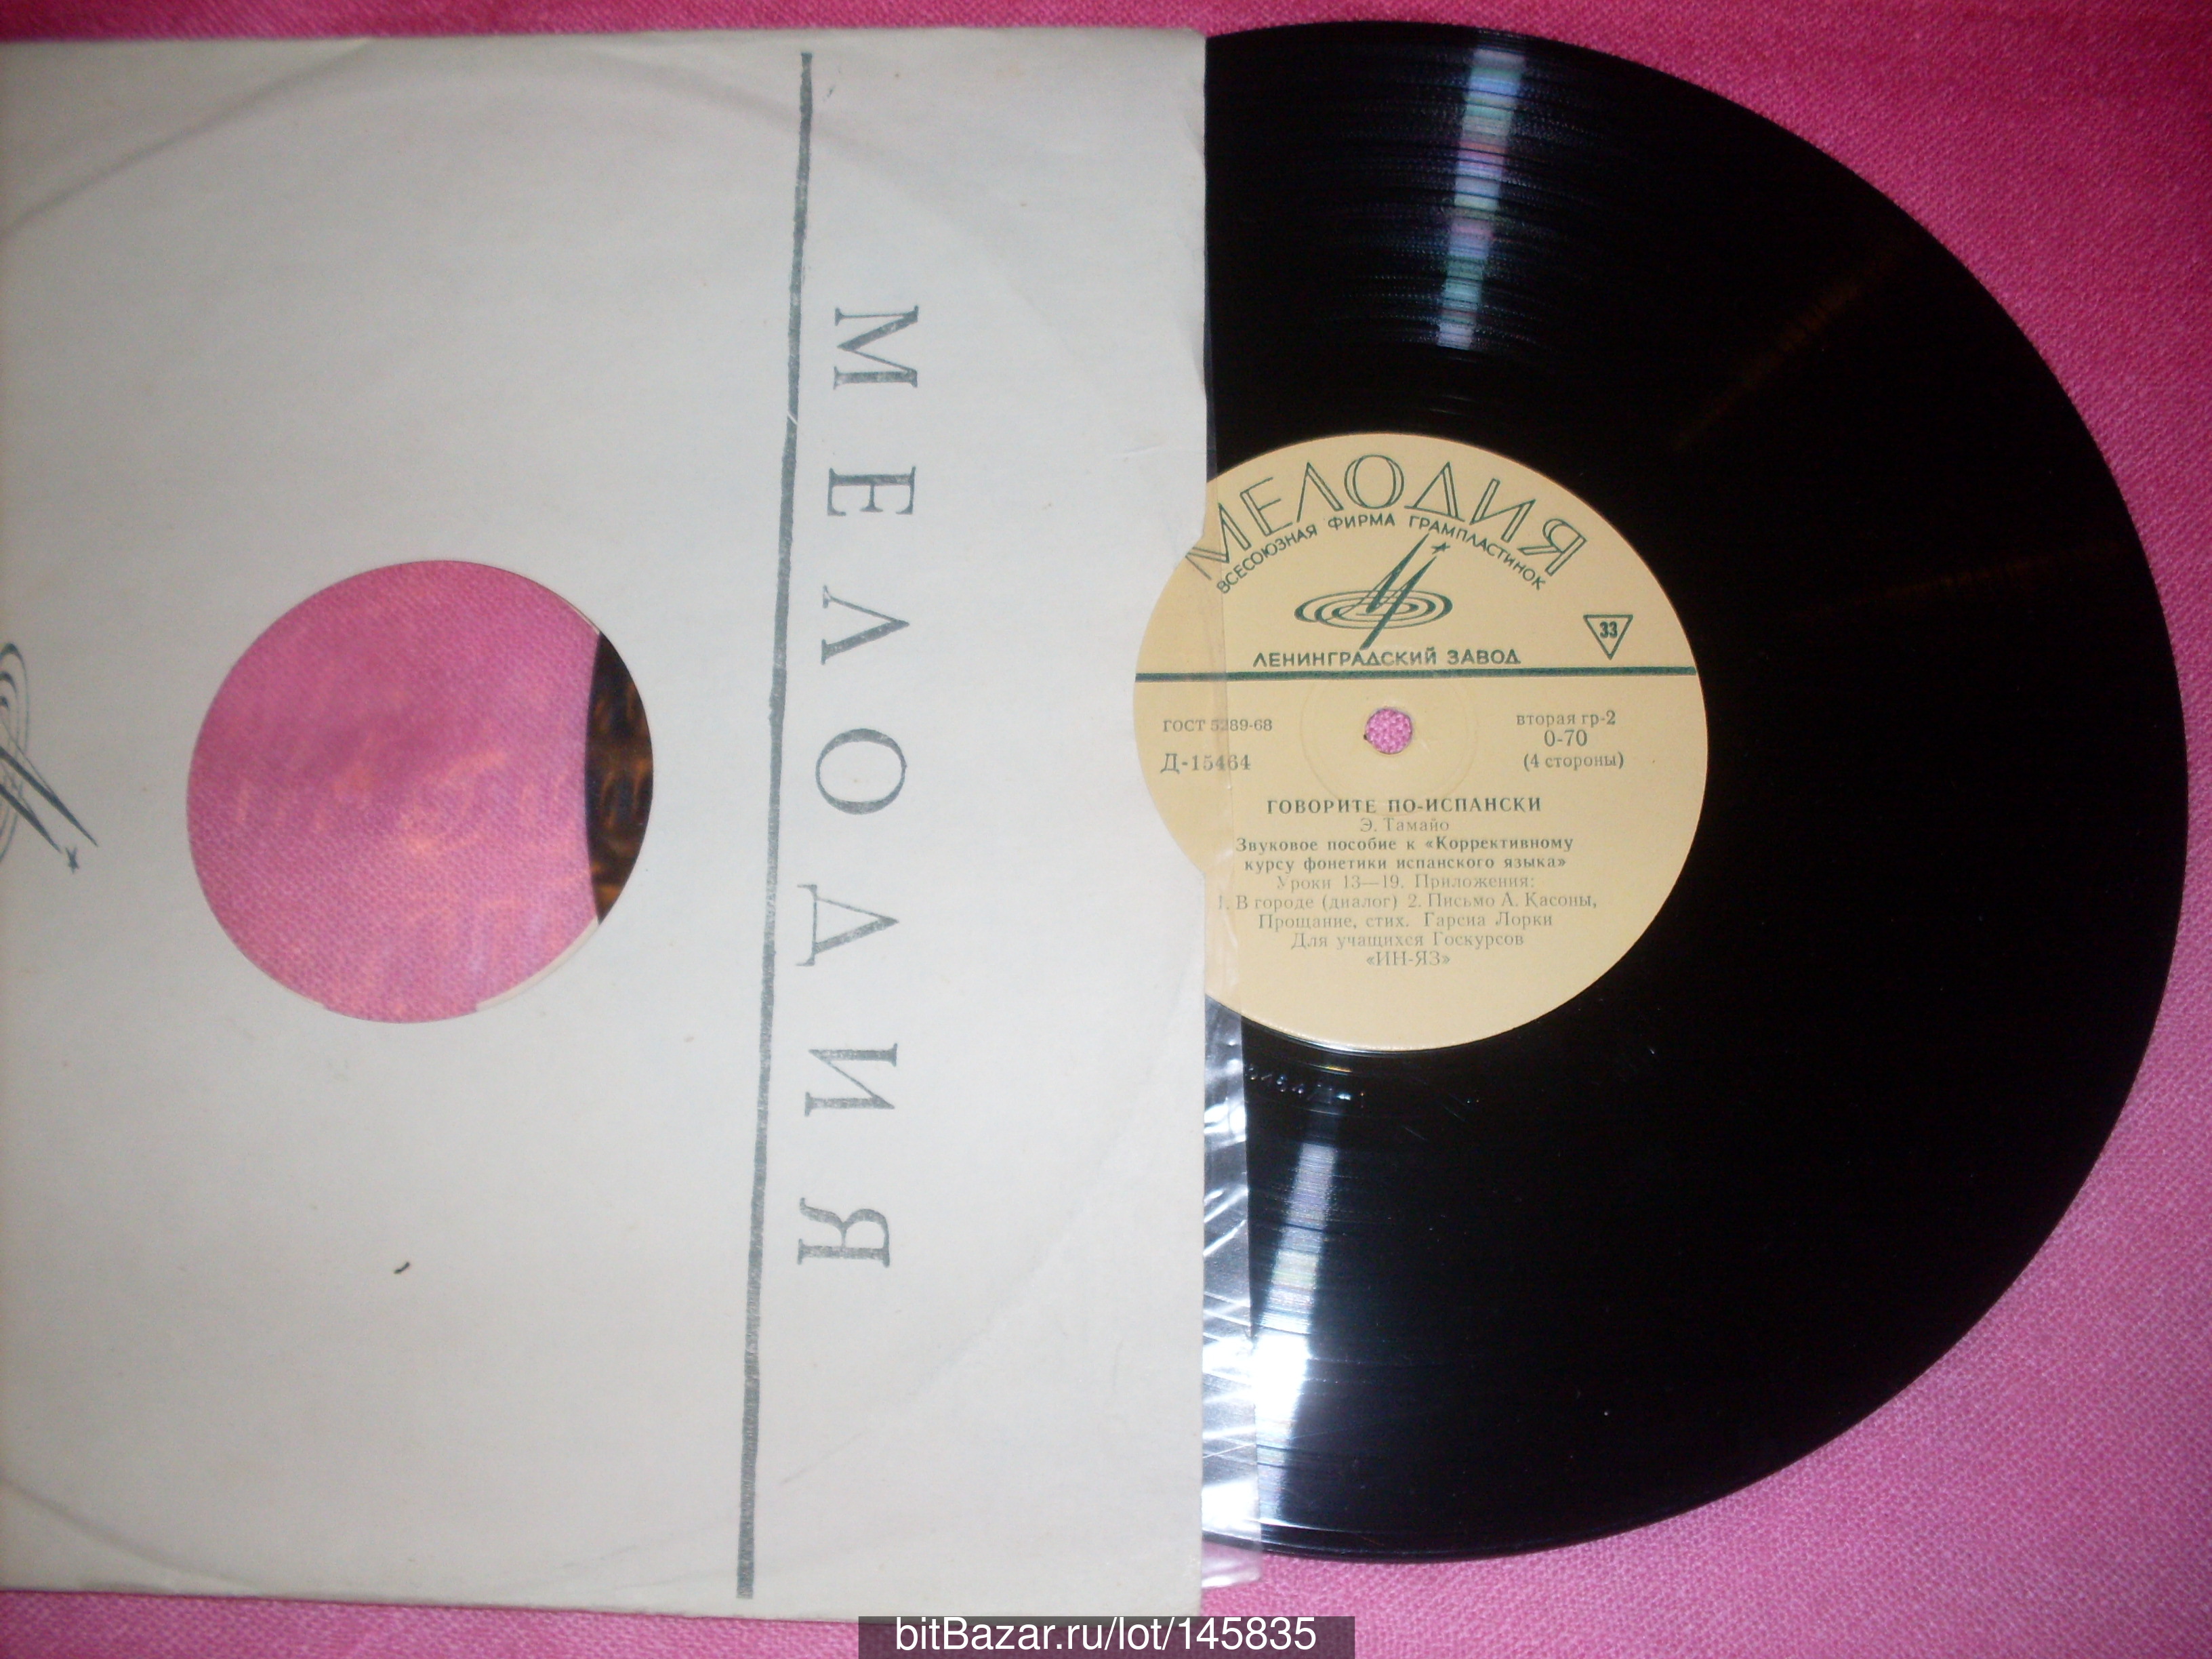 МЕЛОДИЯ
МЕЛОДИЯ
ВСЕСОЮЗНАЯ ФИРМА ГРАМПЛАСТИНОК
33
ЛЕНИНГРАДСКИЙ ЗАВОД
ГОСТ 5289-68
Д-15464
вторая гр-2
0-70
(4 стороны)
ГОВОРИТЕ ПО-ИСПАНСКИ
Э. Тамайо
Звуковое пособие к «Коррективному
курсу фонетики испанского языка»
Уроки 13—19. Приложения:
1. В городе (диалог) 2. Письмо А. Касоны,
Прощание, стих. Гарсиа Лорки
Для учащихся Госкурсов
«ИН-ЯЗ»
bitBazar.ru/lot/145835